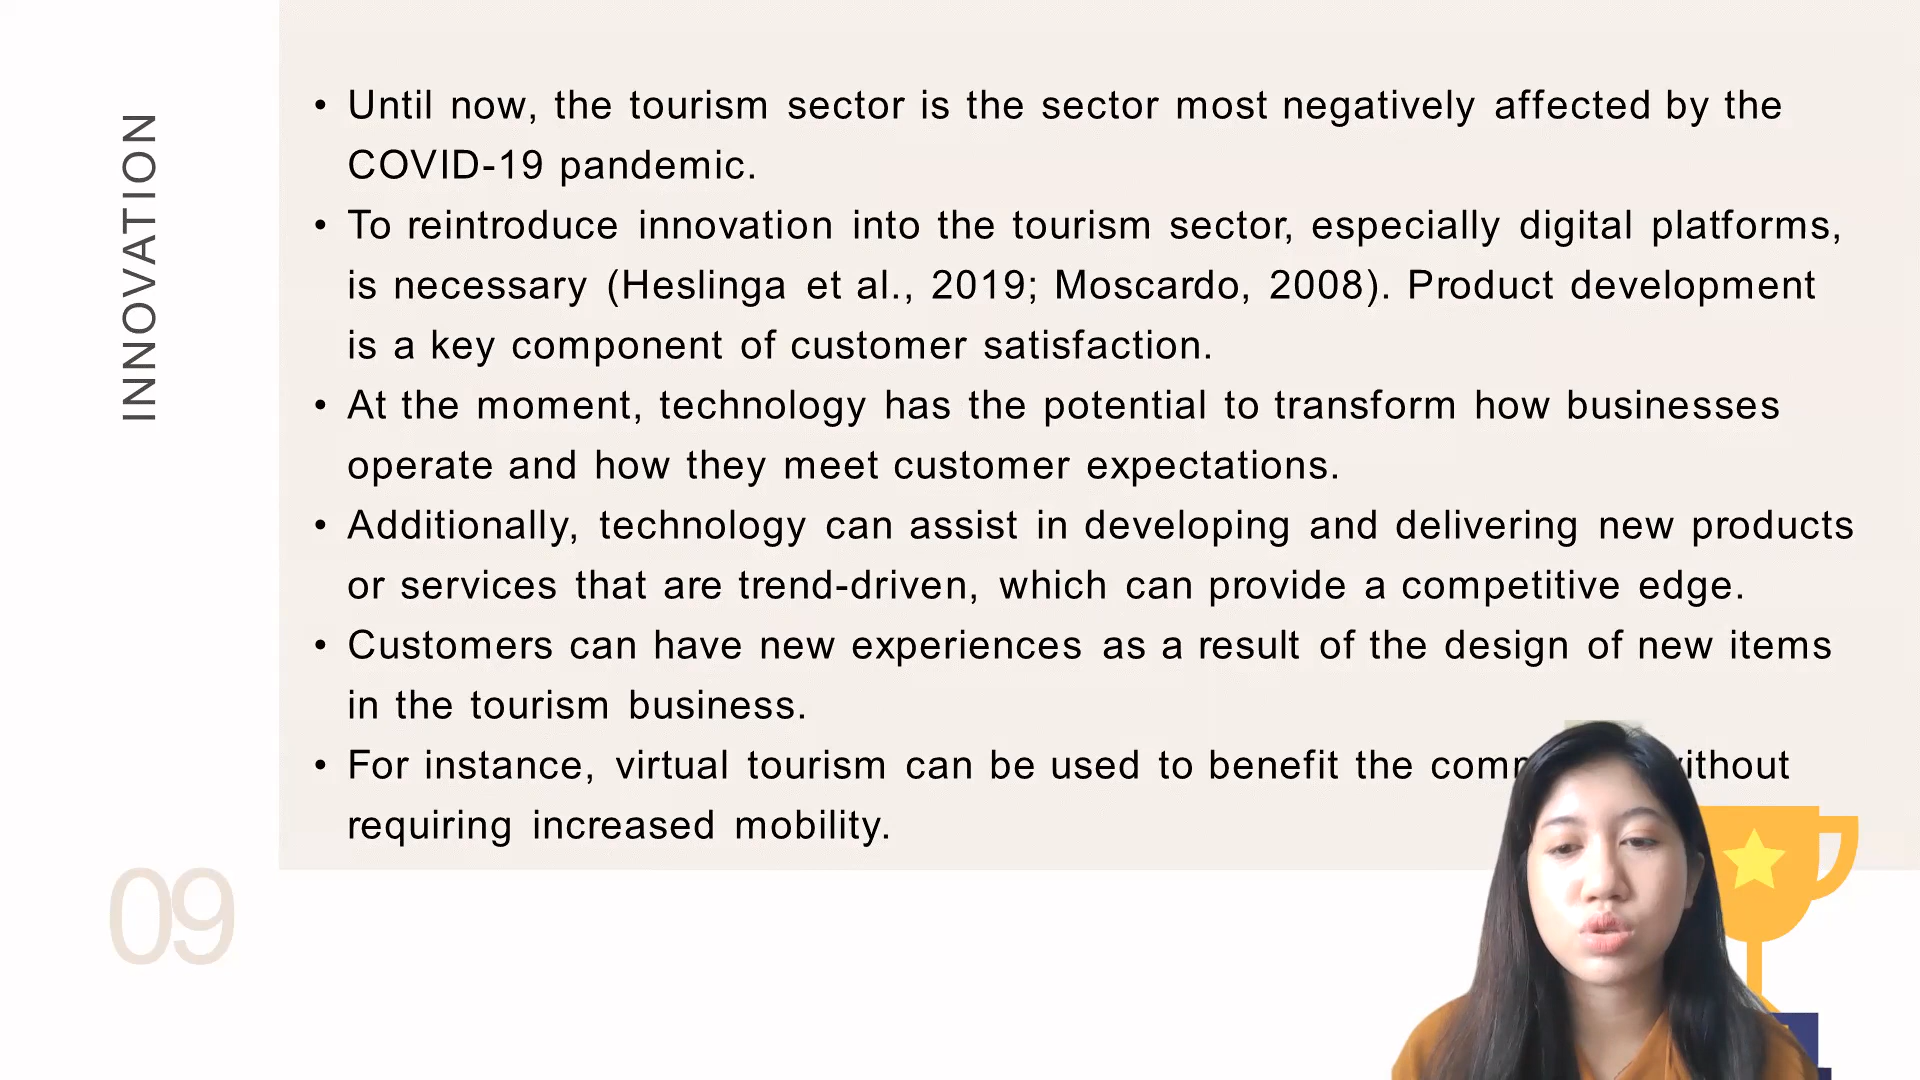 INNOVATION
• Until now, the tourism sector is the sector most negatively affected by the
COVID-19 pandemic.
• To reintroduce innovation into the tourism sector, especially digital platforms,
is necessary (Heslinga et al., 2019; Moscardo, 2008). Product development
is a key component of customer satisfaction.
• At the moment, technology has the potential to transform how businesses
operate and how they meet customer expectations.
• Additionally, technology can assist in developing and delivering new products
or services that are trend-driven, which can provide a competitive edge.
• Customers can have new experiences as a result of the design of new items
in the tourism business.
• For instance, virtual tourism can be used to benefit the
requiring increased mobility.
09